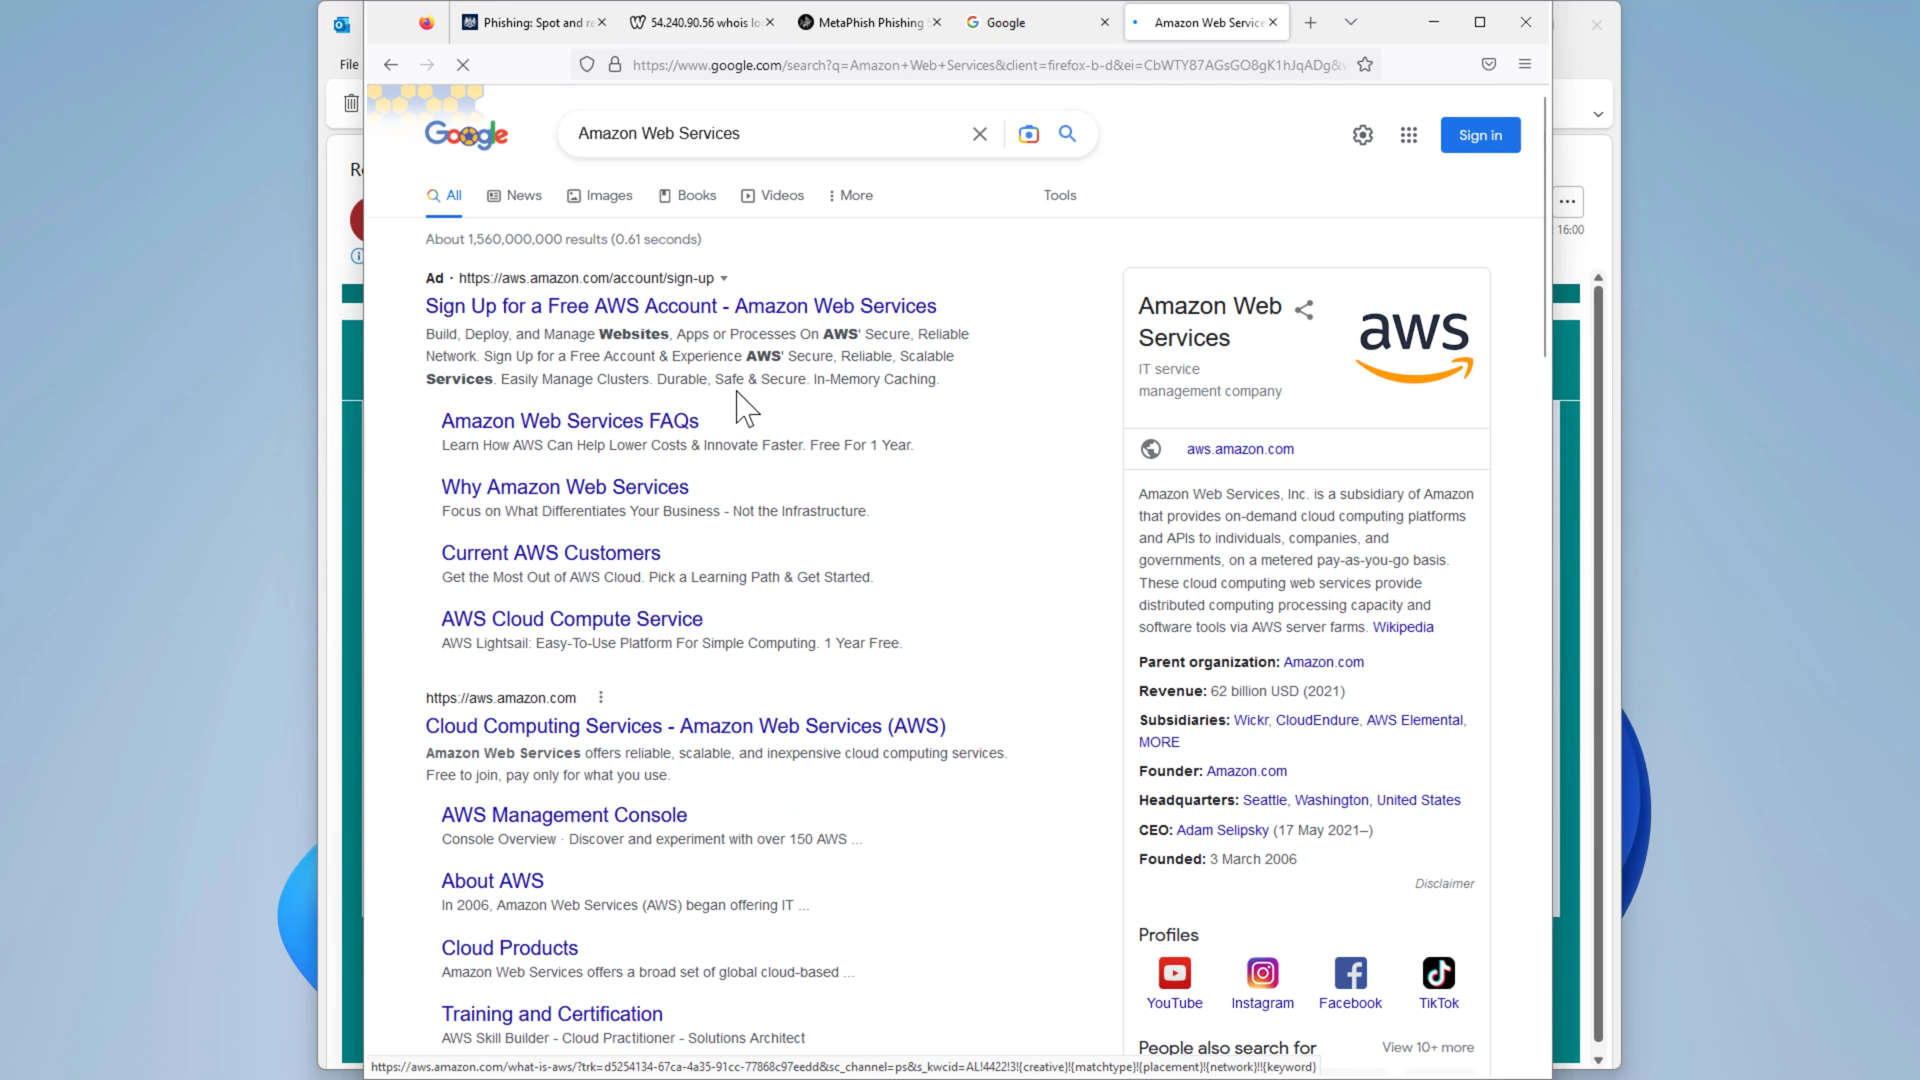 Phishing: Spot and re
54.240.90.56 whois lo
MetaPhish Phishing
Google
Amazon Web Service
File
https://www.google.com/search?q=Amazon+Web+Services&client=firefox-b-d&ei=CbWTY87AGsGO8gK1hJqADg&
Google
Amazon Web Services
Sign in
All
News
Images
Books
Videos
More
Tools
16:00
About 1,560,000,000 results (0.61 seconds)
Ad · https://aws.amazon.com/account/sign-up
Sign Up for a Free AWS Account - Amazon Web Services
Build, Deploy, and Manage Websites, Apps or Processes On AWS' Secure, Reliable
Network. Sign Up for a Free Account & Experience AWS' Secure, Reliable, Scalable
Services. Easily Manage Clusters. Durable, Safe & Secure. In-Memory Caching.
Amazon Web Services FAQs
Learn How AWS Can Help Lower Costs & Innovate Faster. Free For 1 Year.
Why Amazon Web Services
Focus on What Differentiates Your Business - Not the Infrastructure.
Current AWS Customers
Get the Most Out of AWS Cloud. Pick a Learning Path & Get Started.
AWS Cloud Compute Service
AWS Lightsail: Easy-To-Use Platform For Simple Computing. 1 Year Free.
https://aws.amazon.com
Cloud Computing Services - Amazon Web Services (AWS)
Amazon Web Services offers reliable, scalable, and inexpensive cloud computing services.
Free to join, pay only for what you use.
AWS Management Console
Console Overview · Discover and experiment with over 150 AWS ...
About AWS
In 2006, Amazon Web Services (AWS) began offering IT ...
Cloud Products
Amazon Web Services offers a broad set of global cloud-based ...
Training and Certification
AWS Skill Builder - Cloud Practitioner - Solutions Architect
Amazon Web
Services
IT service
management company
aws
aws.amazon.com
Amazon Web Services, Inc. is a subsidiary of Amazon
that provides on-demand cloud computing platforms
and APIs to individuals, companies, and
governments, on a metered pay-as-you-go basis.
These cloud computing web services provide
distributed computing processing capacity and
software tools via AWS server farms. Wikipedia
Parent organization: Amazon.com
Revenue: 62 billion USD (2021)
Subsidiaries: Wickr, CloudEndure, AWS Elemental,
MORE
Founder: Amazon.com
Headquarters: Seattle, Washington, United States
CEO: Adam Selipsky (17 May 2021–)
Founded: 3 March 2006
Disclaimer
Profiles
YouTube
Instagram
Facebook
TikTok
People also search for
View 10+ more
https://aws.amazon.com/what-is-aws/?trk=d5254134-67ca-4a35-91cc-77868c97eedd&sc_channel=ps&s_kwcid=AL!4422!3!{creative}!{matchtype}!{placement}!{network}!!{keyword}